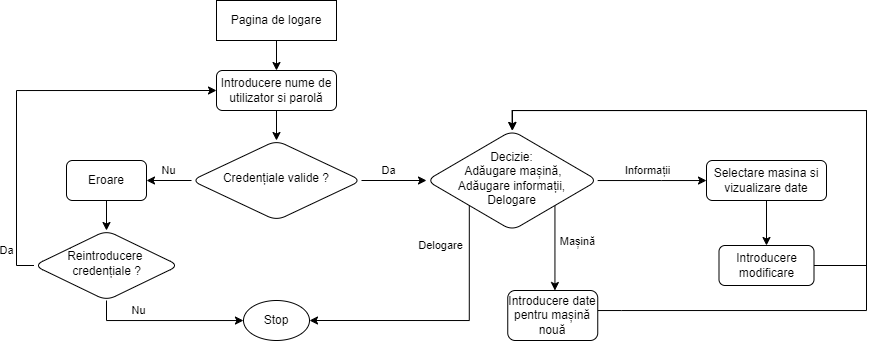 Pagina de logare
Introducere nume de
utilizator si parolă
Credențiale valide ?
Nu
Da
Eroare
Reintroducere
credențiale ?
Da
Nu
Stop
Decizie:
Adăugare mașină,
Adăugare informații,
Delogare
Informații
Selectare masina si
vizualizare date
Introducere
modificare
Delogare
Mașină
Introducere date
pentru mașină
nouă